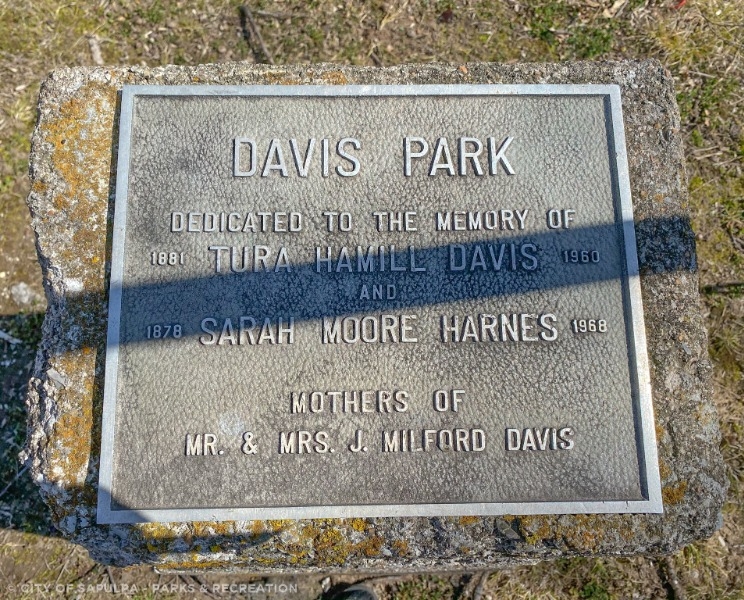 DAVIS PARK
DEDICATED TO THE MEMORY OF
1881 TURA HAMILL DAVIS 1960
AND
1878 SARAH MOORE HARNES 1968
MOTHERS OF
MR. & MRS. J. MILFORD DAVIS
© CITY OF SAPULPA - PARKS & RECREATION